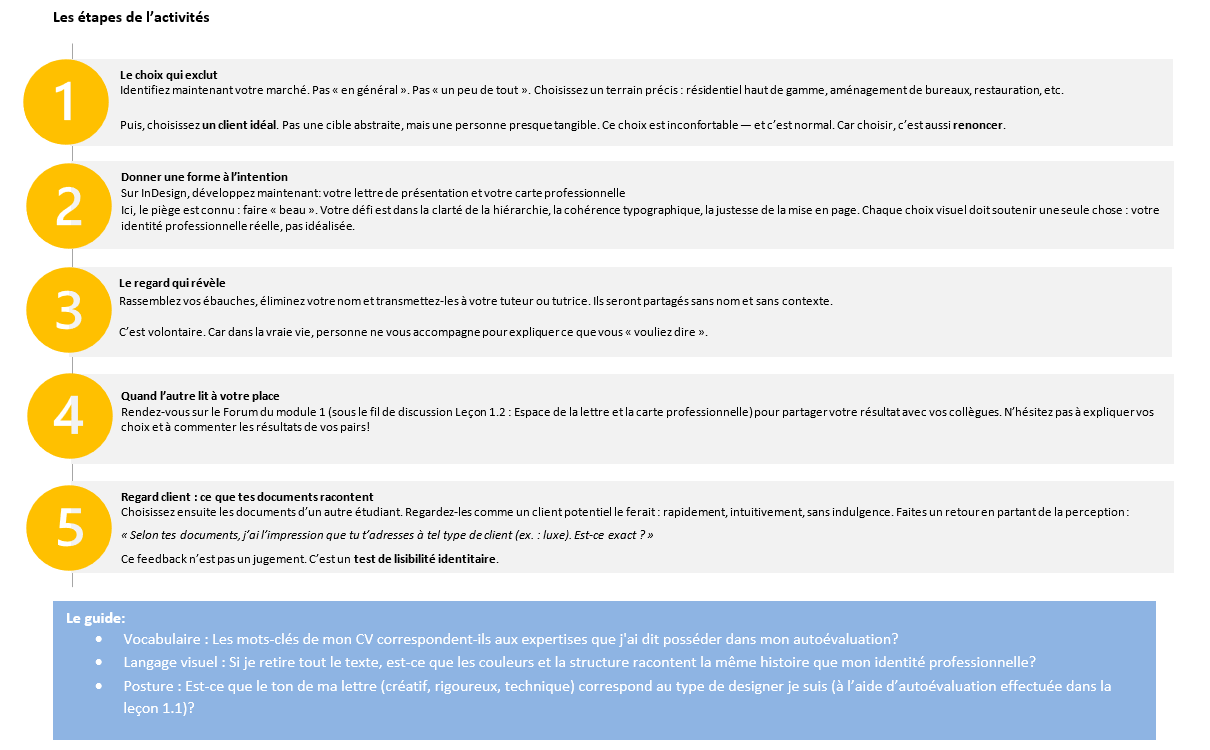 Les étapes de l’activités
1
Le choix qui exclut
Identifiez maintenant votre marché. Pas « en général ». Pas « un peu de tout ». Choisissez un terrain précis : résidentiel haut de gamme, aménagement de bureaux, restauration, etc.
Puis, choisissez un client idéal. Pas une cible abstraite, mais une personne presque tangible. Ce choix est inconfortable — et c’est normal. Car choisir, c’est aussi renoncer.
2
Donner une forme à l’intention
Sur InDesign, développez maintenant: votre lettre de présentation et votre carte professionnelle
Ici, le piège est connu : faire « beau ». Votre défi est dans la clarté de la hiérarchie, la cohérence typographique, la justesse de la mise en page. Chaque choix visuel doit soutenir une seule chose : votre
identité professionnelle réelle, pas idéalisée.
3
Le regard qui révèle
Rassemblez vos ébauches, éliminez votre nom et transmettez-les à votre tuteur ou tutrice. Ils seront partagés sans nom et sans contexte.
C’est volontaire. Car dans la vraie vie, personne ne vous accompagne pour expliquer ce que vous « vouliez dire ».
4
Quand l’autre lit à votre place
Rendez-vous sur le Forum du module 1 (sous le fil de discussion Leçon 1.2 : Espace de la lettre et la carte professionnelle) pour partager votre résultat avec vos collègues. N’hésitez pas à expliquer vos
choix et à commenter les résultats de vos pairs!
5
Regard client : ce que tes documents racontent
Choisissez ensuite les documents d’un autre étudiant. Regardez-les comme un client potentiel le ferait : rapidement, intuitivement, sans indulgence. Faites un retour en partant de la perception :
« Selon tes documents, j’ai l’impression que tu t’adresses à tel type de client (ex. : luxe). Est-ce exact ? »
Ce feedback n’est pas un jugement. C’est un test de lisibilité identitaire.
Le guide:
• Vocabulaire : Les mots-clés de mon CV correspondent-ils aux expertises que j'ai dit posséder dans mon autoévaluation?
• Langage visuel : Si je retire tout le texte, est-ce que les couleurs et la structure racontent la même histoire que mon identité professionnelle?
• Posture : Est-ce que le ton de ma lettre (créatif, rigoureux, technique) correspond au type de designer je suis (à l’aide d’autoévaluation effectuée dans la
leçon 1.1)?